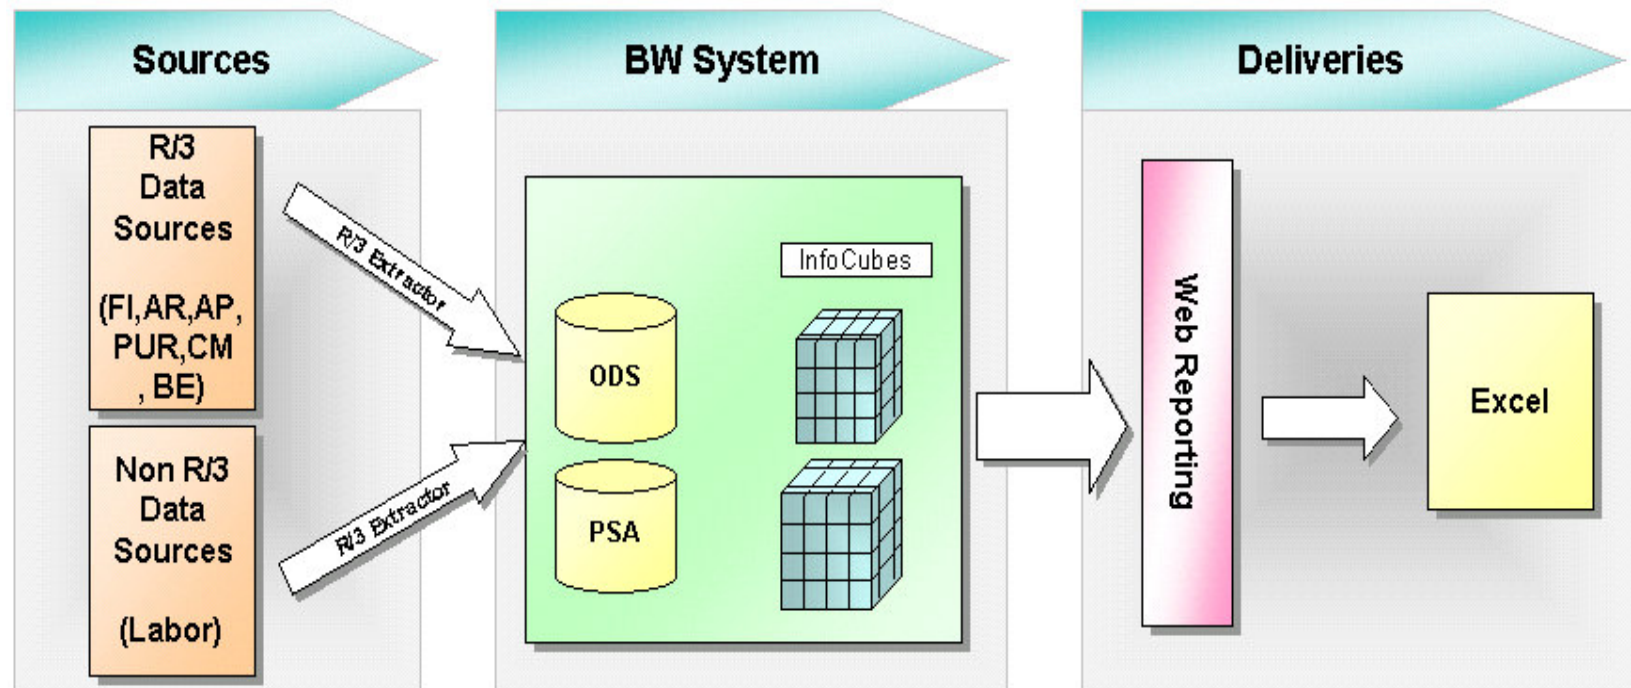 Sources
BW System
Deliveries
R/3
Data
Sources
(FI,AR,AP,
PUR,CM
, BE)
Non R/3
Data
Sources
(Labor)
R/3 Extractor
R/3 Extractor
InfoCubes
ODS
PSA
Web Reporting
Excel